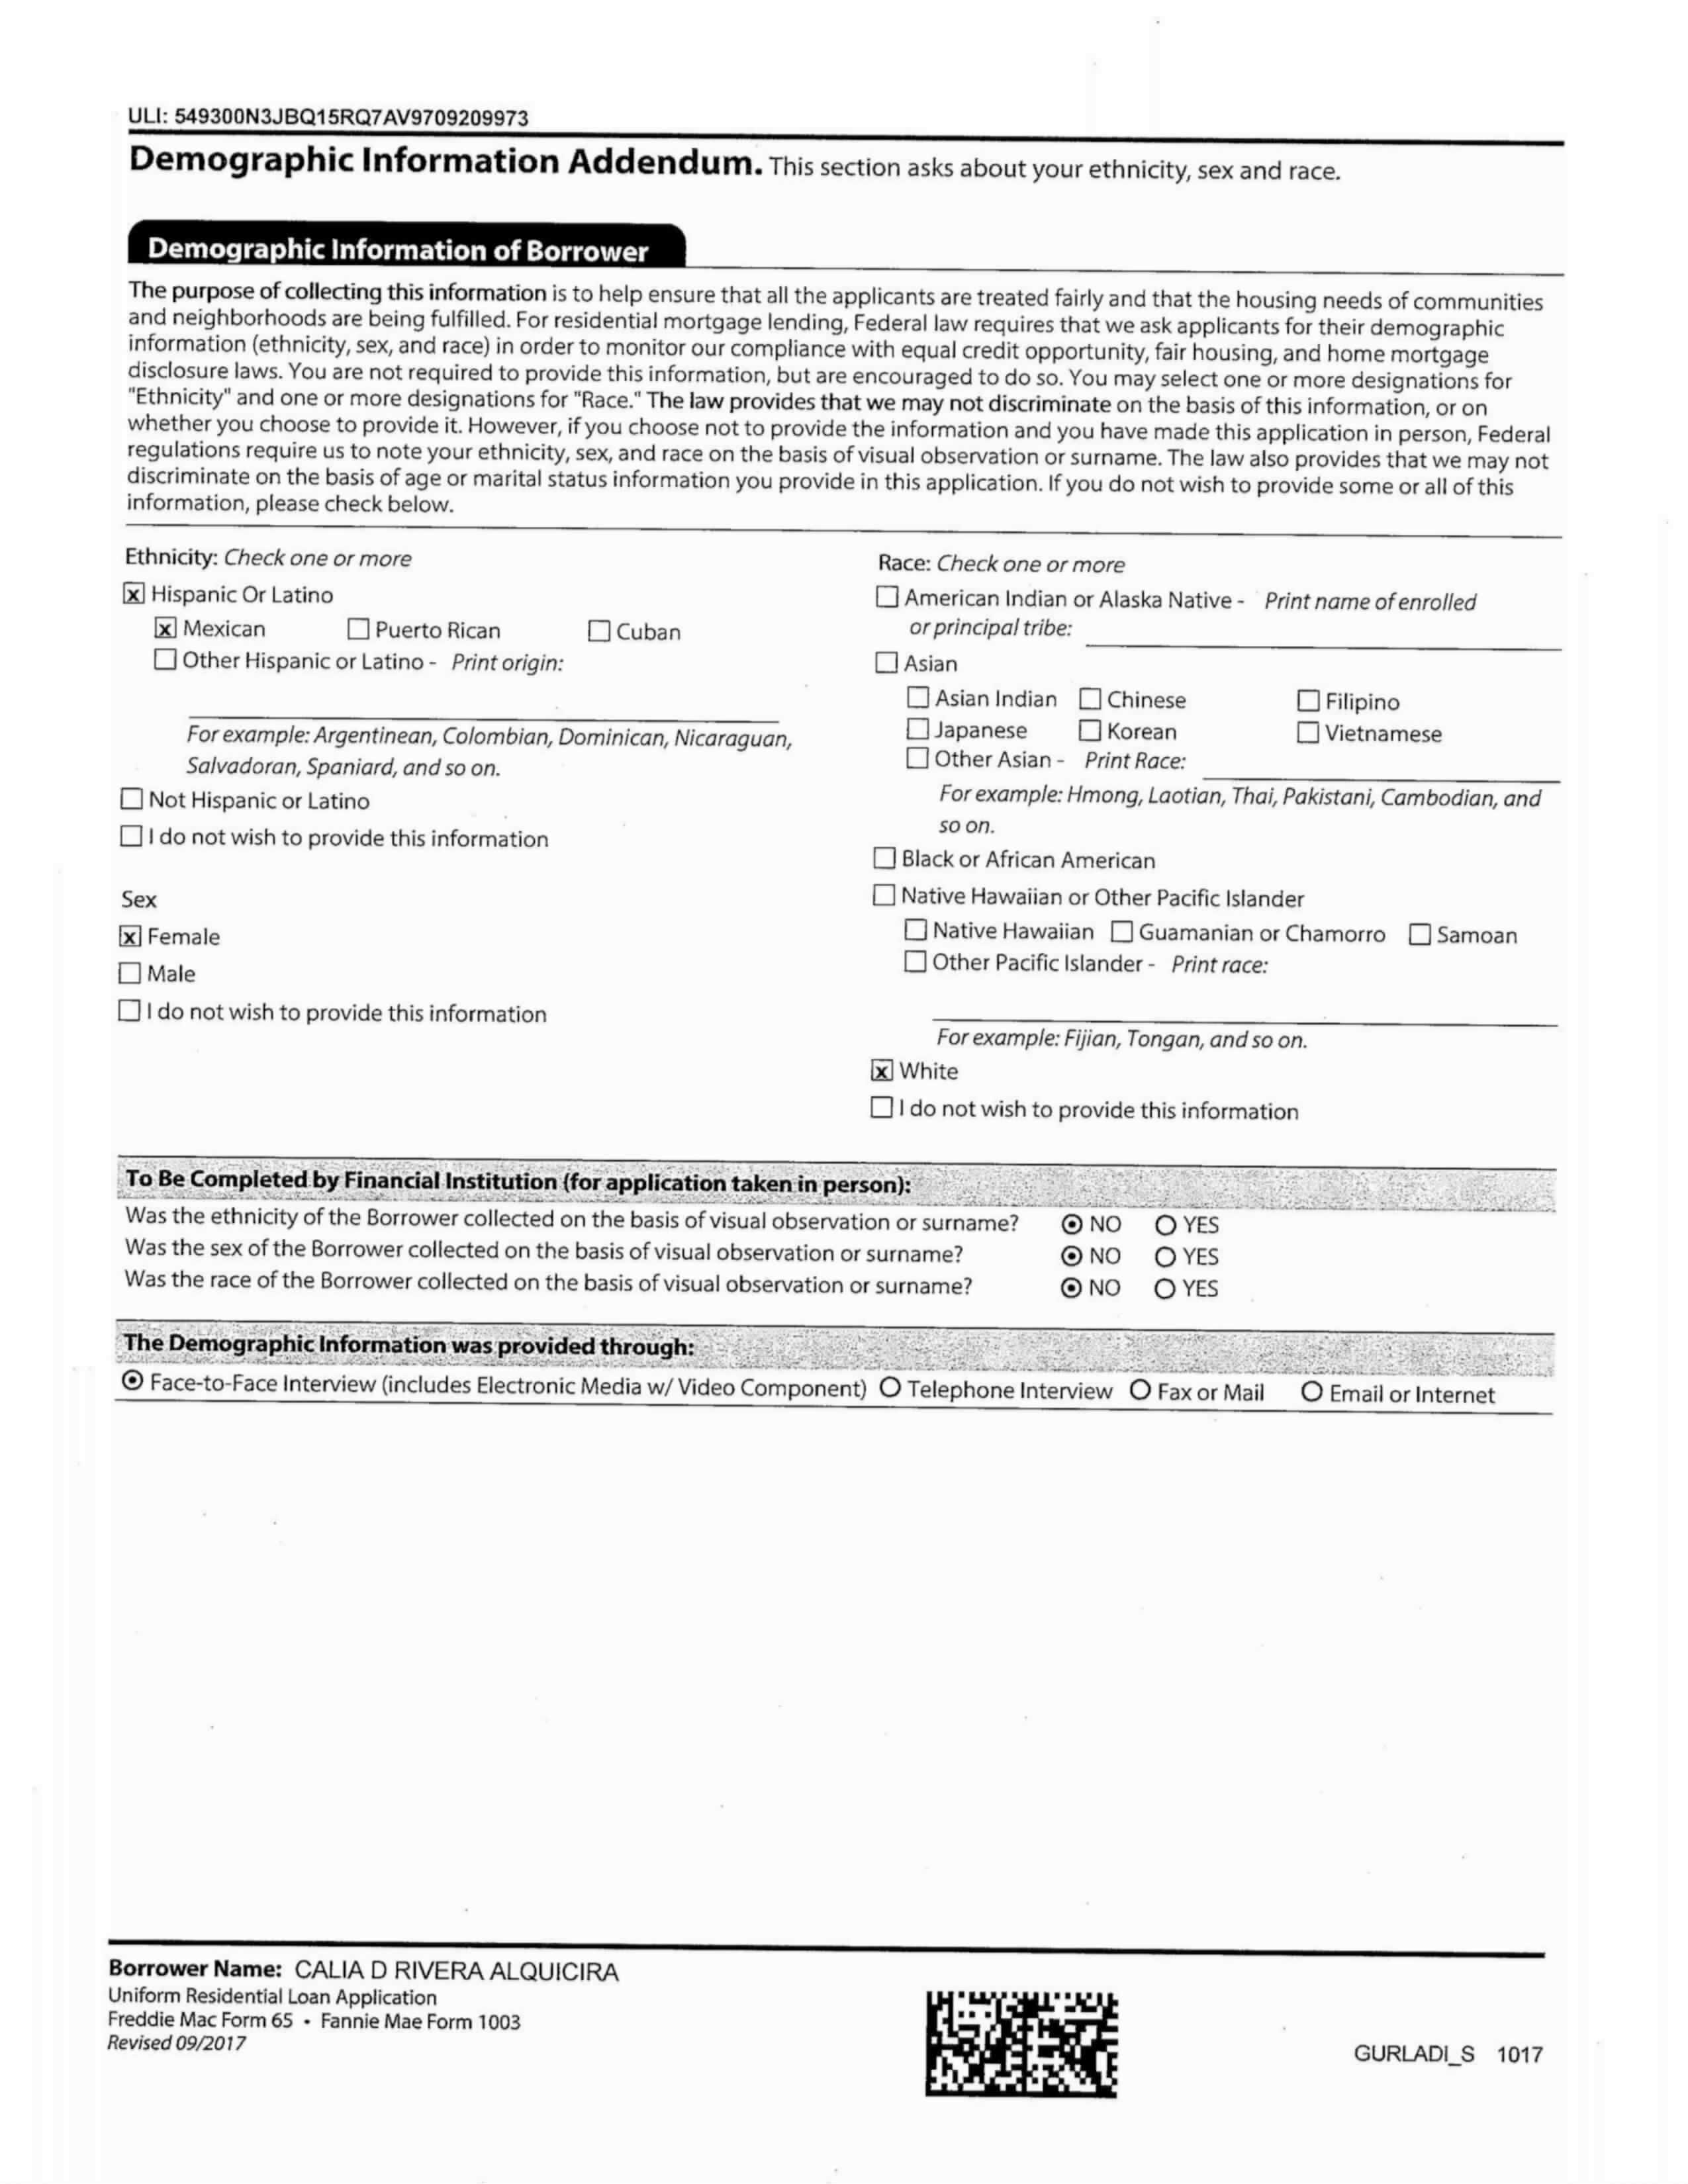 ULI: 549300N3JBQ15RQ7AV9709209973
Demographic Information Addendum. This section asks about your ethnicity, sex and race.
Demographic Information of Borrower
The purpose of collecting this information is to help ensure that all the applicants are treated fairly and that the housing needs of communities
and neighborhoods are being fulfilled. For residential mortgage lending, Federal law requires that we ask applicants for their demographic
information (ethnicity, sex, and race) in order to monitor our compliance with equal credit opportunity, fair housing, and home mortgage
disclosure laws. You are not required to provide this information, but are encouraged to do so. You may select one or more designations for
"Ethnicity" and one or more designations for "Race." The law provides that we may not discriminate on the basis of this information, or on
whether you choose to provide it. However, if you choose not to provide the information and you have made this application in person, Federal
regulations require us to note your ethnicity, sex, and race on the basis of visual observation or surname. The law also provides that we may not
discriminate on the basis of age or marital status information you provide in this application. If you do not wish to provide some or all of this
information, please check below.
Ethnicity: Check one or more
x Hispanic Or Latino
x Mexican Puerto Rican Cuban
Other Hispanic or Latino - Print origin:
For example: Argentinean, Colombian, Dominican, Nicaraguan,
Salvadoran, Spaniard, and so on.
Not Hispanic or Latino
I do not wish to provide this information
Sex
x Female
Male
I do not wish to provide this information
Race: Check one or more
American Indian or Alaska Native - Print name of enrolled
or principal tribe:
Asian
Asian Indian Chinese Filipino
Japanese Korean Vietnamese
Other Asian - Print Race:
For example: Hmong, Laotian, Thai, Pakistani, Cambodian, and
so on.
Black or African American
Native Hawaiian or Other Pacific Islander
Native Hawaiian Guamanian or Chamorro Samoan
Other Pacific Islander - Print race:
For example: Fijian, Tongan, and so on.
x White
I do not wish to provide this information
To Be Completed by Financial Institution (for application taken in person):
Was the ethnicity of the Borrower collected on the basis of visual observation or surname? NO YES
Was the sex of the Borrower collected on the basis of visual observation or surname? NO YES
Was the race of the Borrower collected on the basis of visual observation or surname? NO YES
The Demographic Information was provided through:
Face-to-Face Interview (includes Electronic Media w/ Video Component) Telephone Interview Fax or Mail Email or Internet
Borrower Name: CALIA D RIVERA ALQUICIRA
Uniform Residential Loan Application
Freddie Mac Form 65 • Fannie Mae Form 1003
Revised 09/2017
GURLADI_S 1017